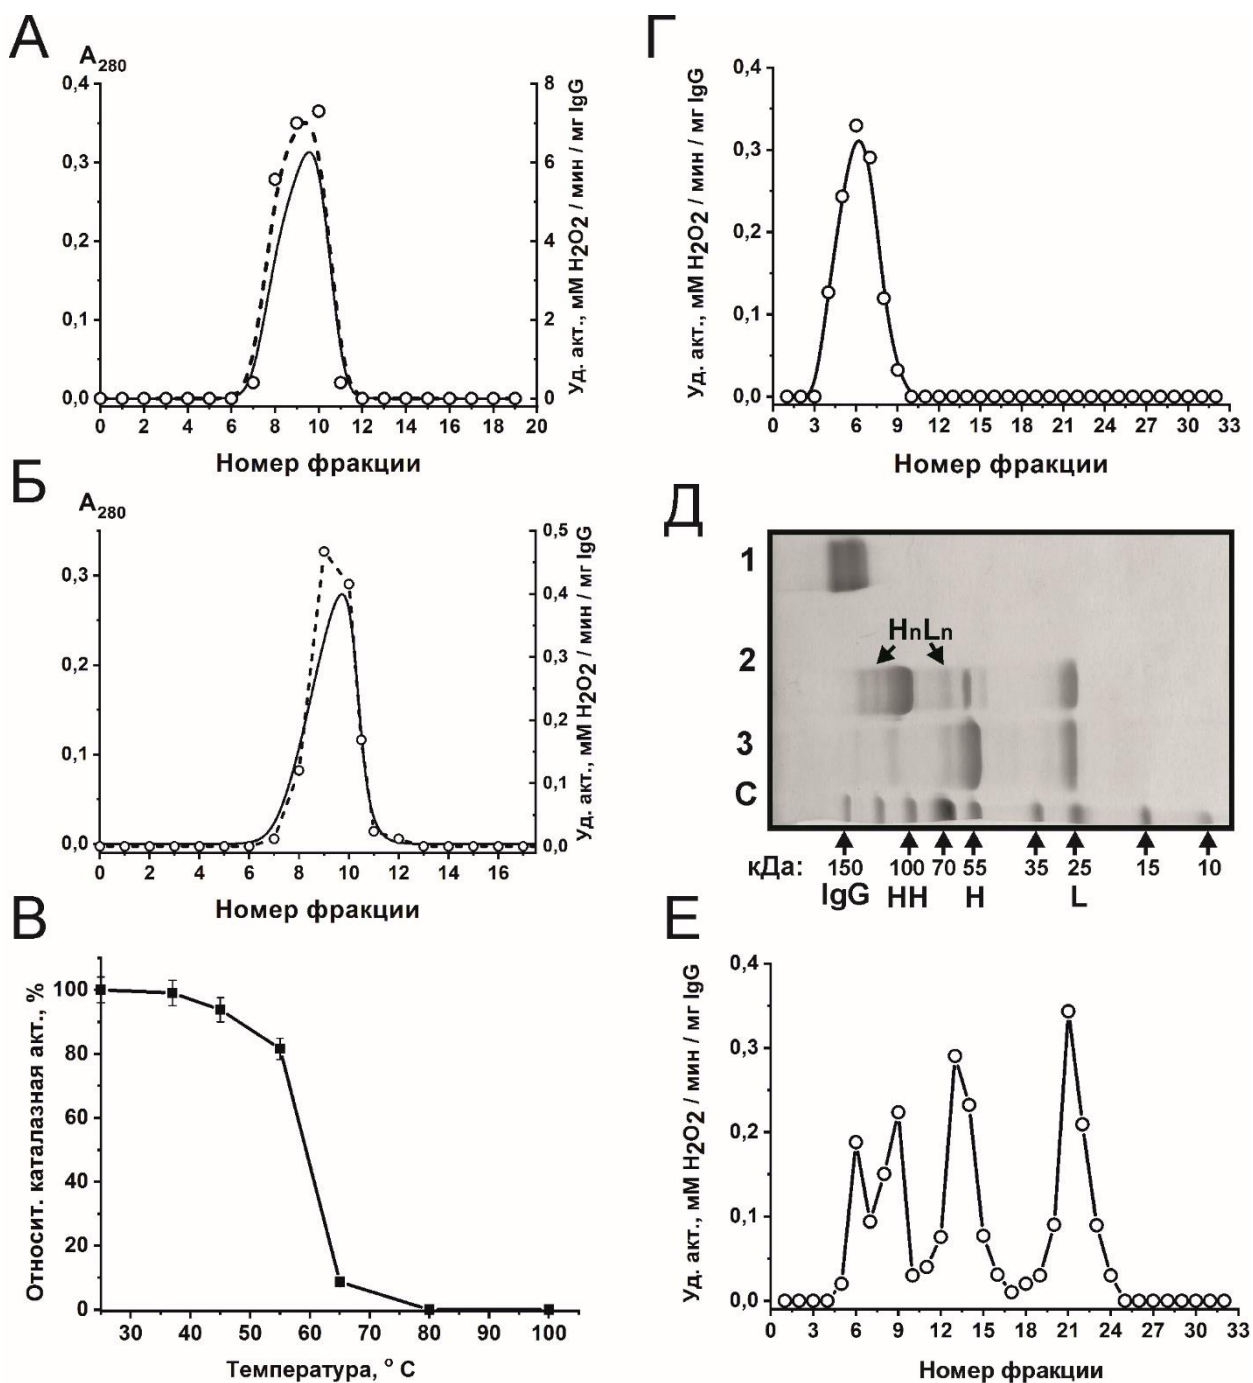 А
A280
0,4
0,3
0,2
0,1
0,0
0 2 4 6 8 10 12 14 16 18 20
8
6
4
2
0
Уд. акт., мМ H2O2 / мин / мг IgG
Номер фракции
Б
A280
0,3
0,2
0,1
0,0
0 2 4 6 8 10 12 14 16
0,5
0,4
0,3
0,2
0,1
0,0
Уд. акт., мМ H2O2 / мин / мг IgG
Номер фракции
В
Относит. каталазная акт., %
100
80
60
40
20
0
30 40 50 60 70 80 90 100
Температура, ° С
Г
Уд. акт., мМ H2O2 / мин / мг IgG
0,4
0,3
0,2
0,1
0,0
0 3 6 9 12 15 18 21 24 27 30 33
Номер фракции
Д
1
HnLn
2
3
С
кДа: 150 100 70 55 35 25 15 10
IgG HH H L
Е
Уд. акт., мМ H2O2 / мин / мг IgG
0,4
0,3
0,2
0,1
0,0
0 3 6 9 12 15 18 21 24 27 30 33
Номер фракции